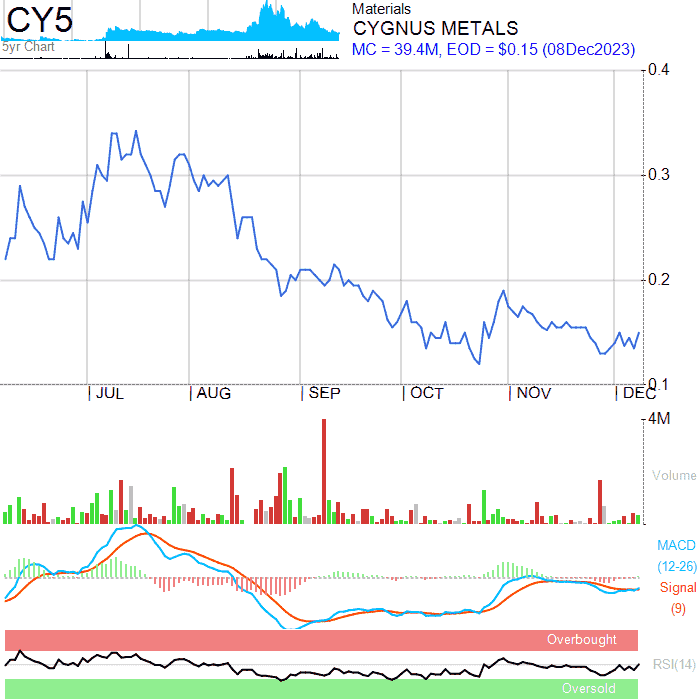 CY5
5yr Chart
Materials
CYGNUS METALS
MC = 39.4M, EOD = $0.15 (08Dec2023)
0.4
0.3
0.2
0.1
JUL AUG SEP OCT NOV DEC
4M
Volume
MACD
(12-26)
Signal
(9)
Overbought
RSI(14)
Oversold